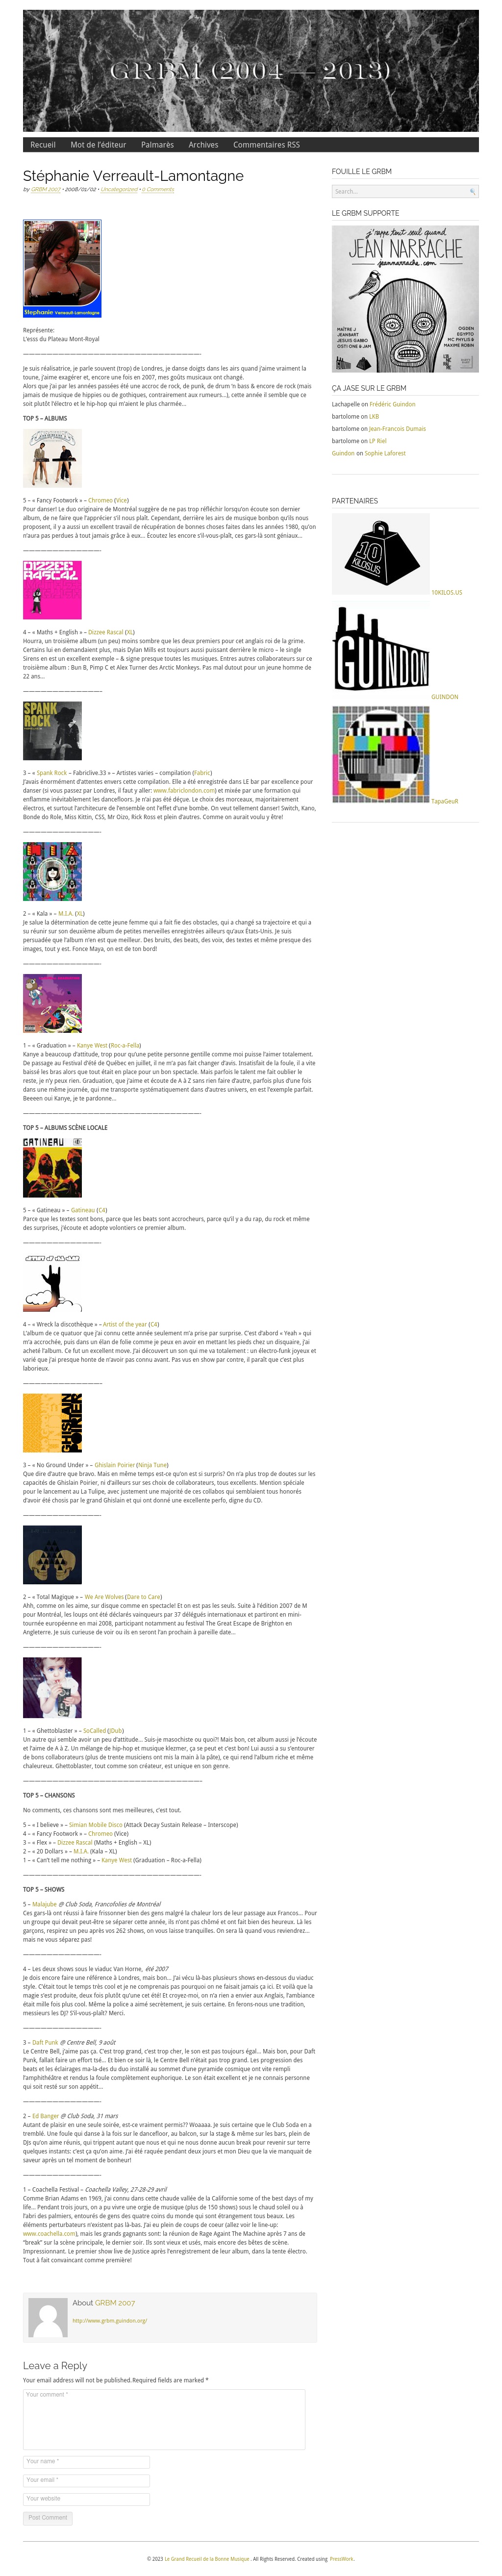 GRBM (2004 — 2013)
Recueil
Mot de l'éditeur
Palmarès
Archives
Commentaires RSS
Stéphanie Verreault-Lamontagne
by GRBM 2007 • 2008/01/02 • Uncategorized • 0 Comments
Stephanie Verreault-Lamontagne
Représente:
L'esss du Plateau Mont-Royal
Je suis réalisatrice, je parle souvent (trop) de Londres, je danse doigts dans les airs quand j'aime vraiment la
toune, j'aime exagérer et, encore une fois en 2007, mes goûts musicaux ont changé.
Alors que j'ai passé les années passées été une accro de rock, de punk, de drum 'n bass & encore de rock (mais
jamais de musiques bizarres et trop champs gauche, contrairement aux rumeurs...), cette année il semble que ce
soit plutôt l'électro et le hip-hop qui m'araient le plus charmée...
TOP 5 – ALBUMS
5 – « Fancy Footwork » – Chromeo (Vice)
Pour danser! Le duo originaire de Montréal suggère de ne pas trop réfléchir lorsqu'on écoute son dernier
album, de ne faire que l'apprécier s'il nous plaît. Cependant, derrière les airs de musique bonbon qu'ils nous
proposent, il y a aussi un excellent travail de récupération de bonnes choses faites dans les années 1980, qu'on
n'aura pas perdues à tout jamais grâce à eux... Écoutez les encore s'il-vous-plaît, ces gars-là sont géniaux...
DIZZEE RASCAL
4 – « Maths + English » – Dizzee Rascal (XL)
Hourra, un troisième album (un peu) moins sombre que les deux premiers pour cet anglais roi de la grime.
Certains lui en demandaient plus, mais Dylan Mills est toujours aussi puissant derrière le micro – le single
Sirens en est un excellent exemple – & signe presque toutes les musiques. Entres autres collaborateurs sur ce
troisième album : Bun B, Pimp C et Alex Turner des Arctic Monkeys. Pas mal dutout pour un jeune homme de
22 ans...
SPANK ROCK
3 – « Spank Rock – Fabriclive.33 » – Artistes varies – compilation (Fabric)
J'avais énormément d'attentes envers cette compilation. Elle a été enregistrée dans LE bar par excellence pour
danser (si vous passez par Londres, il faut y aller: www.fabriclondon.com) et mixée par une formation qui
enflamme inévitablement les dancefloors. Je n'ai pas été déçue. Le choix des morceaux, majoritairement
électros, et surtout l'architecure de l'ensemble font l'effet d'une bombe. On n'en veut plus seulement! Switch, Kano,
Bonde do Role, Miss Kittin, CSS, Mr Oizo, Rick Ross et plein d'autres. Comme on aurait voulu y être!
2 – « Kala » – M.I.A. (XL)
Je salue la détermination de cette jeune femme qui a fait fie des obstacles, qui a changé sa trajectoire et qui a
su réunir sur son deuxième album de petites merveilles enregistrées ailleurs qu'aux États-Unis. Je suis
persuadée que l'album n'en est que meilleur. Des bruits, des beats, des voix, des textes et même presque des
images, tout y est. Fonce Maya, on est de ton bord!
1 – « Graduation » – Kanye West (Roc-a-Fella)
Kanye a beaucoup d'attitude, trop pour qu'une petite personne gentille comme moi puisse l'aimer totalement.
De passage au Festival d'été de Québec en juillet, il ne m'a pas fait changer d'avis. Insatisfaite de la foule, il a vite
baissé les bras alors que tout était en place pour un bon spectacle. Mais son talent me fait oublier le
reste, je n'y peux rien. Graduation, que j'aime et écoute de A à Z sans rien faire d'autre, parfois plus d'une fois
dans une même journée, qui me transporte systématiquement dans d'autres univers, en est l'exemple parfait.
Beeeen oui Kanye, je te pardonne...
TOP 5 – ALBUMS SCÈNE LOCALE
GATINEAU
5 – « Gatineau » – Gatineau (C4)
Parce que les textes sont bons, parce que les beats sont accrocheurs, parce qu'il y a du rap, du rock et même
des surprises, j'écoute et adopte volontiers ce premier album.
4 – « Wreck la discothèque » – Artist of the year (C4)
L'album de ce quatuor que j'ai connu cette année seulement m'a prise par surprise. C'est d'abord « Yeah » qui
m'a accrochée, puis dans un élan de folie comme je peux en avoir en mettant les pieds chez un disquaire, j'ai
acheté l'album. Ce fut un excellent move. J'ai découvert un son qui me va totalement : un électro-funk joyeux et
varié que j'ai presque honte de n'avoir pas connu avant. Pas vus en show par contre, il paraît que c'est plus
laborieux.
GHISLAIN POIRIER
3 – « No Ground Under » – Ghislain Poirier (Ninja Tune)
Que dire d'autre que bravo. Mais en même temps est-ce qu'on est si surpris? On n'a plus trop de doutes sur les
capacités de Ghislain Poirier, ni d'ailleurs sur ses choix de collaborateurs, tous excellents. Mention spéciale
pour le lancement au La Tulipe, avec justement une majorité de ces collabos qui semblaient tous honorés
d'avoir été choisis par le grand Ghislain et qui ont donné une excellente perfo, digne du CD.
2 – « Total Magique » – We Are Wolves (Dare to Care)
Ahh, comme on les aime, sur disque comme en spectacle! Et on est pas les seuls. Suite à l'édition 2007 de M
pour Montréal, les loups ont été déclarés vainqueurs par 37 délégués internationaux et partiront en mini-
tournée européenne en mai 2008, participant notamment au festival The Great Escape de Brighton en
Angleterre. Je suis curieuse de voir ou ils en seront l'an prochain à pareille date...
1 – « Ghettoblaster » – SoCalled (JDub)
Un autre qui semble avoir un peu d'attitude... Suis-je masochiste ou quoi?! Mais bon, cet album aussi je l'écoute
et l'aime de A à Z. Un mélange de hip-hop et musique klezmer, ça se peut et c'est bon! Lui aussi a su s'entourer
de bons collaborateurs (plus de trente musiciens ont mis la main à la pâte), ce qui rend l'album riche et même
chaleureux. Ghettoblaster, tout comme son créateur, est unique en son genre.
TOP 5 – CHANSONS
No comments, ces chansons sont mes meilleures, c'est tout.
5 – « I believe » – Simian Mobile Disco (Attack Decay Sustain Release – Interscope)
4 – « Fancy Footwork » – Chromeo (Vice)
3 – « Flex » – Dizzee Rascal (Maths + English – XL)
2 – « 20 Dollars » – M.I.A. (Kala – XL)
1 – « Can't tell me nothing » – Kanye West (Graduation – Roc-a-Fella)
TOP 5 – SHOWS
5 – Malajube @ Club Soda, Francofolies de Montréal
Ces gars-là ont réussi à faire frissonner bien des gens malgré la chaleur lors de leur passage aux Francos... Pour
un groupe qui devait peut-être se séparer cette année, ils n'ont pas chômé et ont fait bien des heureux. Là les
gars, reposez-vous un peu après vos 262 shows, on vous laisse tranquilles. On sera là quand vous reviendrez...
mais ne vous séparez pas!
4 – Les deux shows sous le viaduc Van Horne, été 2007
Je dois encore faire une référence à Londres, mais bon... J'ai vécu là-bas plusieurs shows en-dessous du viaduc
style. C'était tout le temps très cool et je ne comprenais pas pourquoi on ne faisait jamais ça ici. Et voilà que la
magie s'est produite, deux fois plutôt qu'une cet été! Et croyez-moi, on n'a rien a envier aux Anglais, l'ambiance
était mille fois plus cool. Même la police a aimé secrètement, je suis certaine. En ferons-nous une tradition,
messieurs les DJ? S'il-vous-plaît? Merci.
3 – Daft Punk @ Centre Bell, 9 août
Le Centre Bell, j'aime pas ça. C'est trop grand, c'est trop cher, le son est pas toujours égal... Mais bon, pour Daft
Punk, fallait faire un effort tsé... Et bien ce soir là, le Centre Bell n'était pas trop grand. Les progression des
beats et les éclairages ma-la-des du duo installé au sommet d'une pyramide cool comme tout ont vite rempli
l'amphithéâtre et rendus la foule complètement euphorique. Le son était excellent et je ne connais personne
qui soit resté sur son appétit...
2 – Ed Banger @ Club Soda, 31 mars
Autant de plaisir en une seule soirée, est-ce vraiment permis?? Woaaaa. Je suis certaine que le Club Soda en a
tremblé. Une foule qui danse à la fois sur le dancefloor, au balcon, sur la stage & même sur les bars, plein de
DJs qu'on aime réunis, qui trippent autant que nous et qui ne nous donne aucun break pour revenir sur terre
quelques instants: c'est ça qu'on aime. J'ai été raquée pendant deux jours et mon Dieu que la vie manquait de
saveur après un tel moment de bonheur!
1 – Coachella Festival – Coachella Valley, 27-28-29 avril
Comme Brian Adams en 1969, j'ai connu dans cette chaude vallée de la Californie some of the best days of my
life... Pendant trois jours, on a pu vivre une orgie de musique (plus de 150 shows!) sous le chaud soleil ou à
l'abri des palmiers, entourés de gens des quatre coins du monde qui étaient tous beaux. Les
éléments perturbateurs n'existent pas là-bas. J'ai eu plein de coups de coeur (allez voir le line-up:
www.coachella.com), mais les grands gagnants sont: la réunion de Rage Against The Machine après 7 ans de
"break" sur la scène principale, le dernier soir. Ils sont vieux et usés, mais encore des bêtes de scène.
Impressionnant. Le premier show live de Justice après l'enregistrement de leur album, dans la tente électro.
Tout à fait convaincant comme première!
About GRBM 2007
http://www.grbm.guindon.org/
Leave a Reply
Your email address will not be published.Required fields are marked *
Your comment *
Your name *
Your email *
Your website
Post Comment
FOUILLE LE GRBM
Search...
LE GRBM SUPPORTE
j'rappe tout seul quand
JEAN NARRACHE
jeannarrache.com
MAÎTRE J
JEANBART
JESUS GABBO
OSTI ONE & JAM
OGDEN
EGYPTO
MC PHYLIS &
MAXIME ROBIN
ÇA JASE SUR LE GRBM
Lachapelle on Frédéric Guindon
bartolome on LKB
bartolome on Jean-Francois Dumais
bartolome on LP Riel
Guindon on Sophie Laforest
PARTENAIRES
10
KILOS.US
10KILOS.US
GUINDON
GUINDON
TapaGeuR
© 2023 Le Grand Recueil de la Bonne Musique . All Rights Reserved. Created using PressWork.